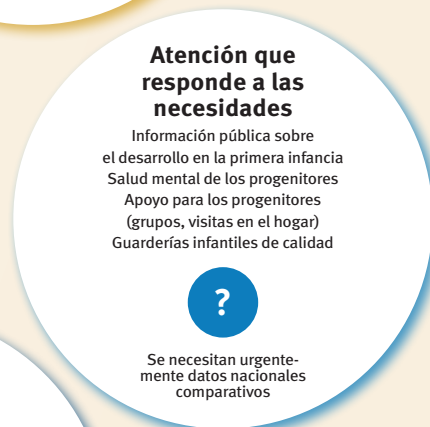 Atención que
responde a las
necesidades
Información pública sobre
el desarrollo en la primera infancia
Salud mental de los progenitores
Apoyo para los progenitores
(grupos, visitas en el hogar)
Guarderías infantiles de calidad
?
Se necesitan urgente-
mente datos nacionales
comparativos